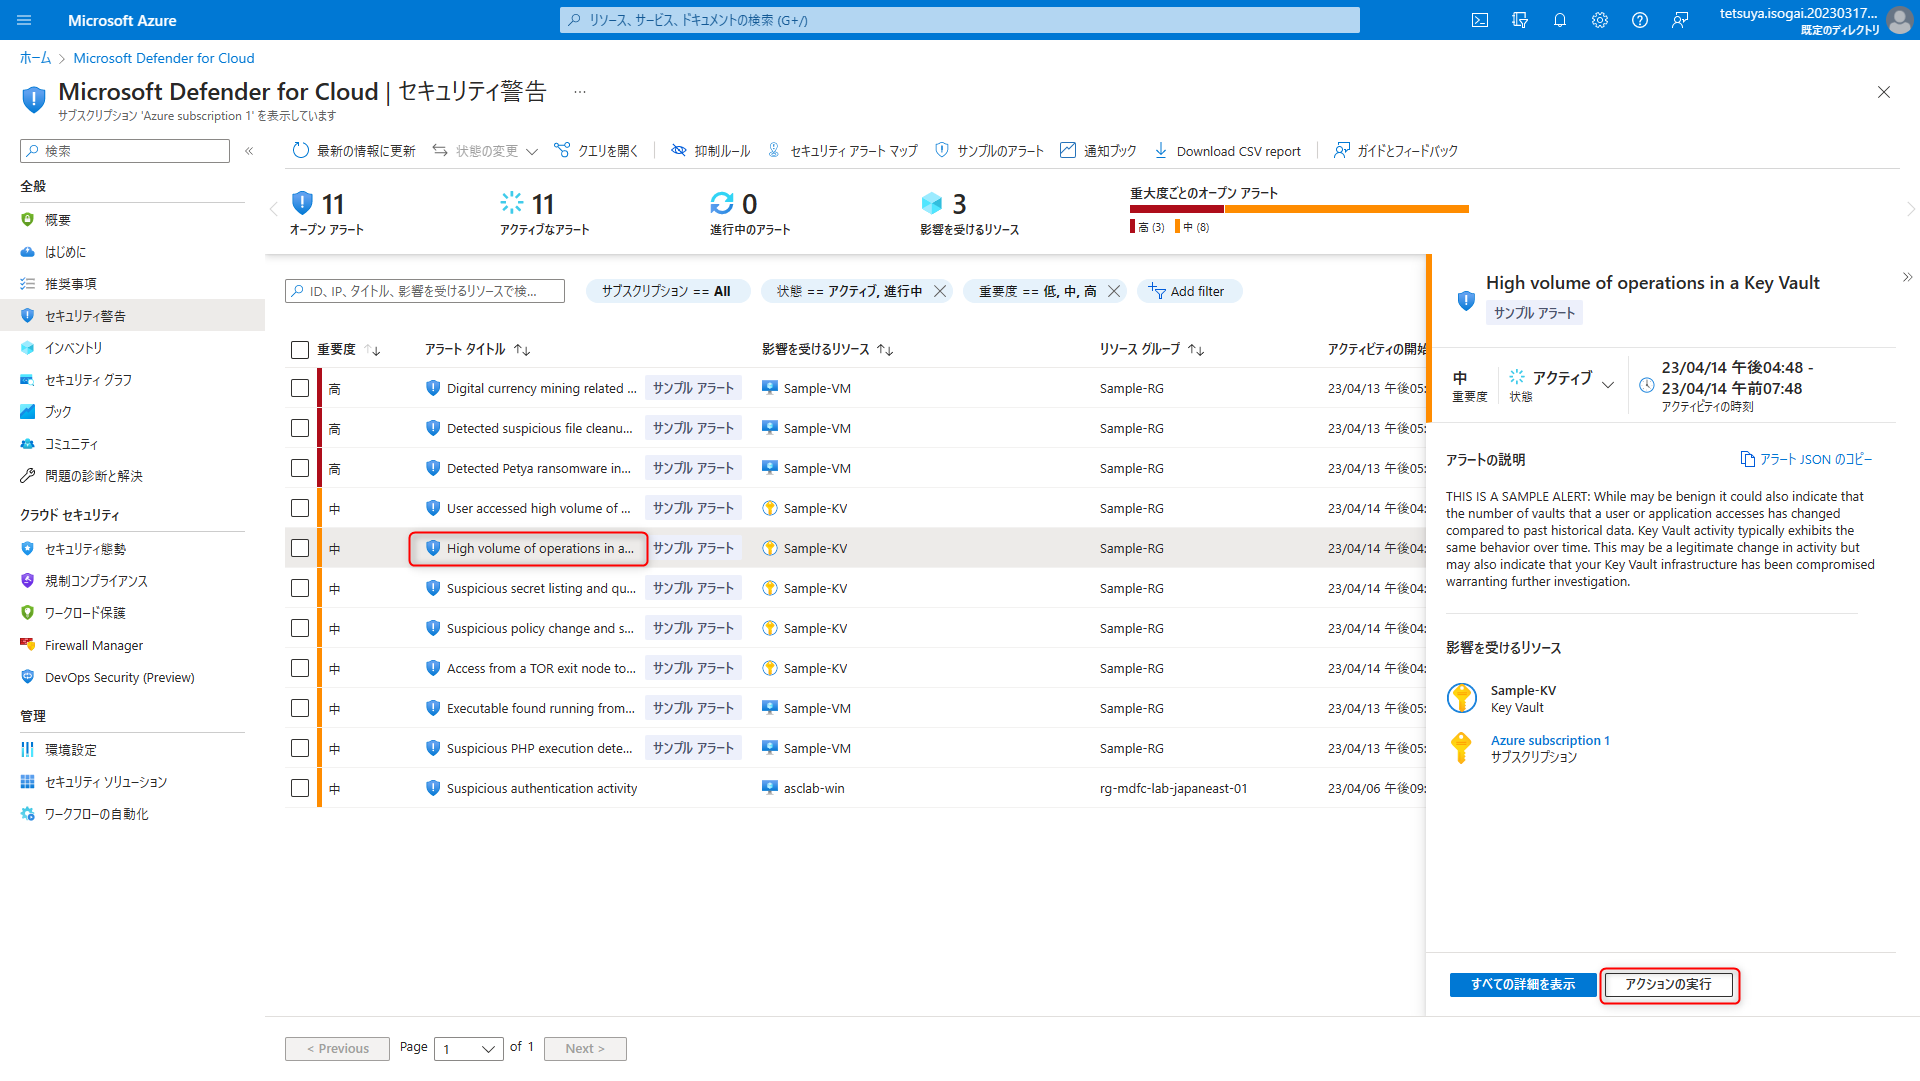 Microsoft Azure
リソース、サービス、ドキュメントの検索 (G+/)
tetsuya.isogai.20230317...
既定のディレクトリ
ホーム
Microsoft Defender for Cloud
Microsoft Defender for Cloud | セキュリティ警告 ...
サブスクリプション 'Azure subscription 1' を表示しています
検索
最新の情報に更新
状態の変更
クエリを開く
抑制ルール
セキュリティ アラート マップ
サンプルのアラート
通知ブック
Download CSV report
ガイドとフィードバック
全般
概要
はじめに
推奨事項
セキュリティ警告
インベントリ
セキュリティ グラフ
ブック
コミュニティ
問題の診断と解決
クラウド セキュリティ
セキュリティ態勢
規制コンプライアンス
ワークロード保護
Firewall Manager
DevOps Security (Preview)
管理
環境設定
セキュリティ ソリューション
ワークフローの自動化
11
オープン アラート
11
アクティブなアラート
0
進行中のアラート
3
影響を受けるリソース
重大度ごとのオープン アラート
高 (3) 中 (8)
ID、IP、タイトル、影響を受けるリソースで検...
サブスクリプション == All
状態 == アクティブ, 進行中
重要度 == 低, 中, 高
Add filter
重要度 アラート タイトル 影響を受けるリソース リソース グループ アクティビティの開始
高 Digital currency mining related ... サンプル アラート Sample-VM Sample-RG 23/04/13 午後05:
高 Detected suspicious file cleanu... サンプル アラート Sample-VM Sample-RG 23/04/13 午後05:
高 Detected Petya ransomware in... サンプル アラート Sample-VM Sample-RG 23/04/13 午後05:
中 User accessed high volume of ... サンプル アラート Sample-KV Sample-RG 23/04/14 午後04:
中 High volume of operations in a... サンプル アラート Sample-KV Sample-RG 23/04/14 午後04:
中 Suspicious secret listing and qu... サンプル アラート Sample-KV Sample-RG 23/04/14 午後04:
中 Suspicious policy change and s... サンプル アラート Sample-KV Sample-RG 23/04/14 午後04:
中 Access from a TOR exit node to... サンプル アラート Sample-KV Sample-RG 23/04/14 午後04:
中 Executable found running from... サンプル アラート Sample-VM Sample-RG 23/04/13 午後05:
中 Suspicious PHP execution dete... サンプル アラート Sample-VM Sample-RG 23/04/13 午後05:
中 Suspicious authentication activity asclab-win rg-mdfc-lab-japaneast-01 23/04/06 午後09:
< Previous Page 1 of 1 Next >
High volume of operations in a Key Vault
サンプル アラート
中
重要度
アクティブ
状態
23/04/14 午後04:48 -
23/04/14 午前07:48
アクティビティの時刻
アラートの説明
アラート JSON のコピー
THIS IS A SAMPLE ALERT: While may be benign it could also indicate that
the number of vaults that a user or application accesses has changed
compared to past historical data. Key Vault activity typically exhibits the
same behavior over time. This may be a legitimate change in activity but
may also indicate that your Key Vault infrastructure has been compromised
warranting further investigation.
影響を受けるリソース
Sample-KV
Key Vault
Azure subscription 1
サブスクリプション
すべての詳細を表示
アクションの実行